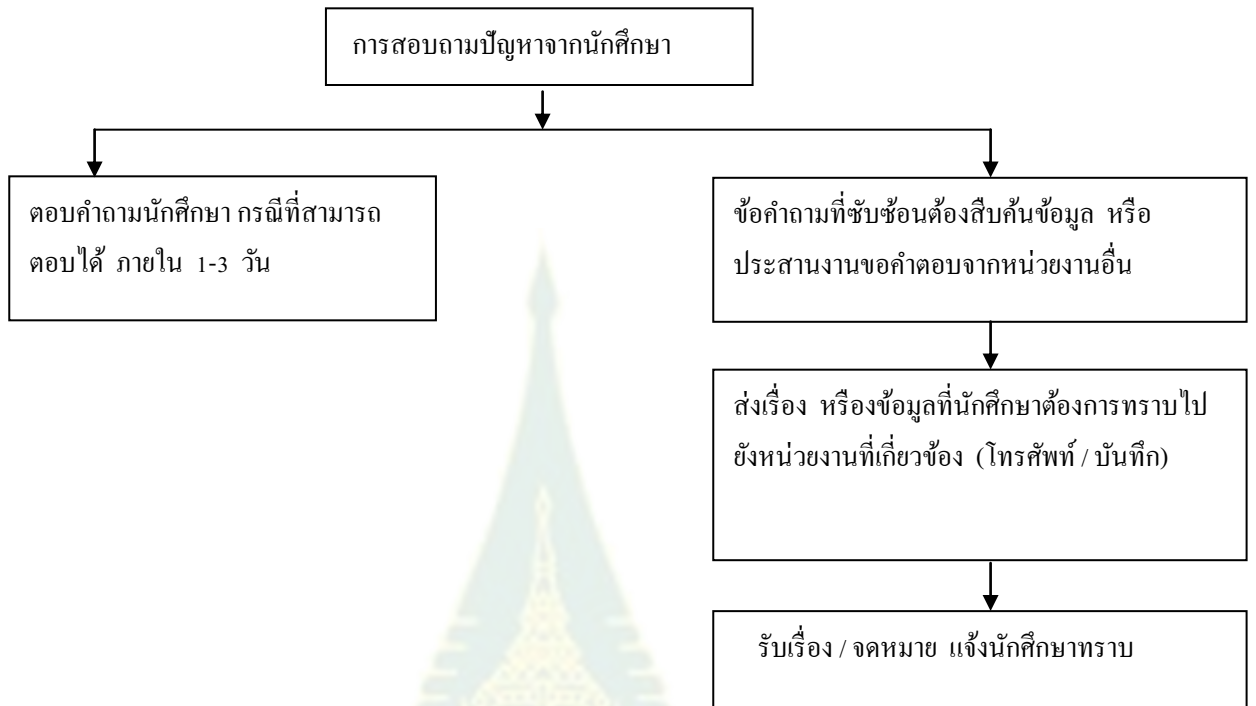 การสอบถามปัญหาจากนักศึกษา
ตอบคำถามนักศึกษา กรณีที่สามารถ
ตอบได้ ภายใน 1-3 วัน
ข้อคำถามที่ซับซ้อนต้องสืบค้นข้อมูล หรือ
ประสานงานขอคำตอบจากหน่วยงานอื่น
ส่งเรื่อง หรืองข้อมูลที่นักศึกษาต้องการทราบไป
ยังหน่วยงานที่เกี่ยวข้อง (โทรศัพท์ / บันทึก)
รับเรื่อง / จดหมาย แจ้งนักศึกษาทราบ